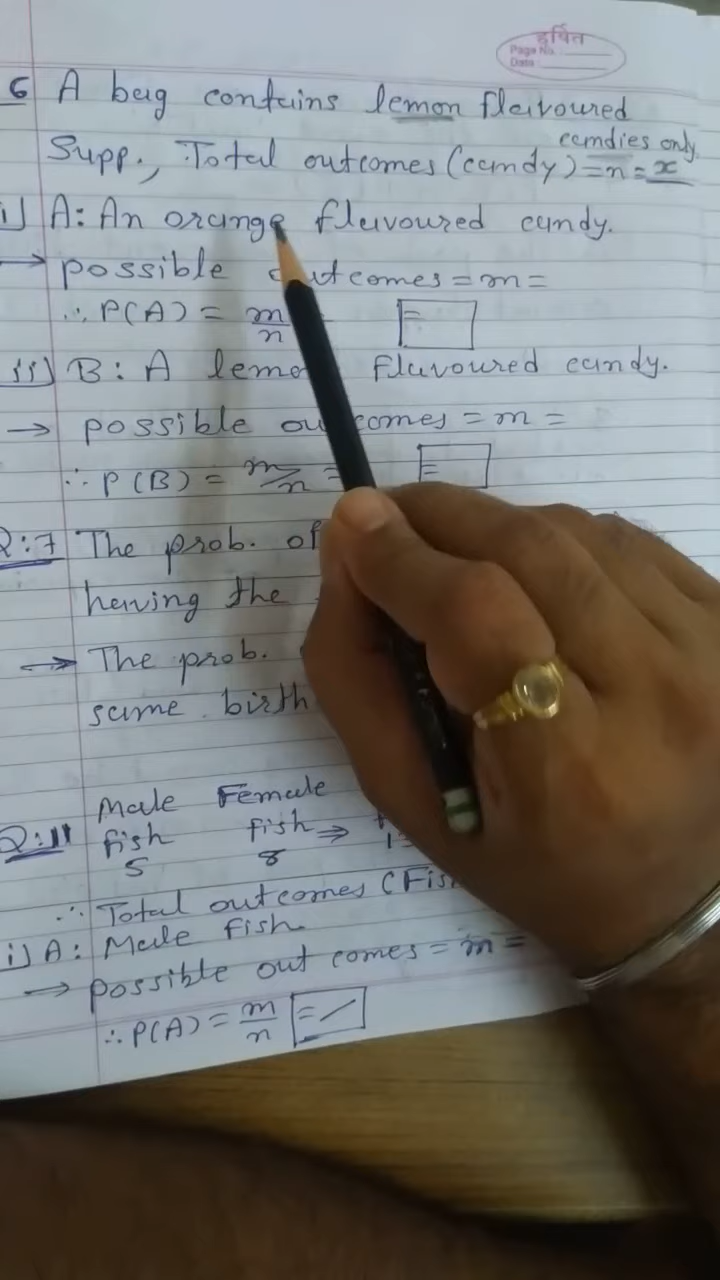 हर्षित
Page No.
Date
6 A bag contains lemon flavoured
candies only.
Supp., Total outcomes (candy) = n = x
i) A: An orange flavoured candy.
→ possible outcomes = m =
∴ P(A) = m/n =
ii) B: A lemon flavoured candy.
→ possible outcomes = m =
∴ P(B) = m/n = =
Q:7 The prob. of
having the
→ The prob.
same birth
Male Female
Q:11 fish fish ⇒
5 8
∴ Total outcomes (Fish
i) A: Male fish
→ possible out comes = m =
∴ P(A) = m/n =